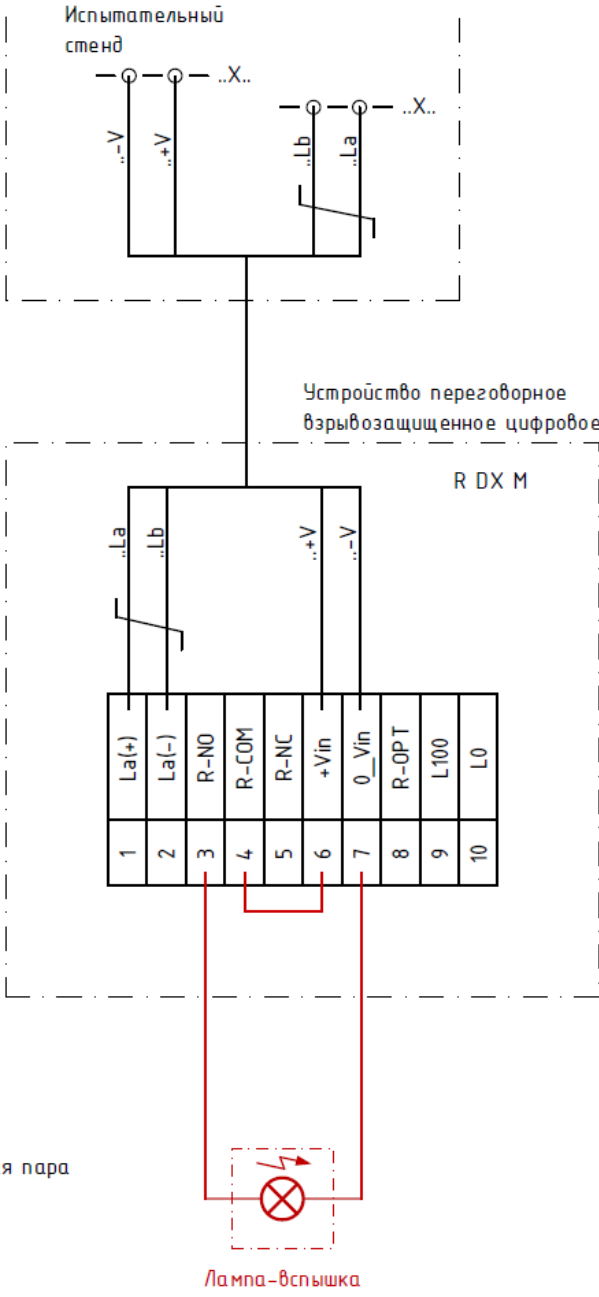 Испытательный
стенд
..X..
..X..
..-V
..+V
..Lb
..La
Устройство переговорное
взрывозащищенное цифровое
R DX M
..La
..Lb
..+V
..-V
La(+)
La(-)
R-NO
R-COM
R-NC
+Vin
0__Vin
R-OPT
L100
L0
1
2
3
4
5
6
7
8
9
10
я пара
Лампа-вспышка